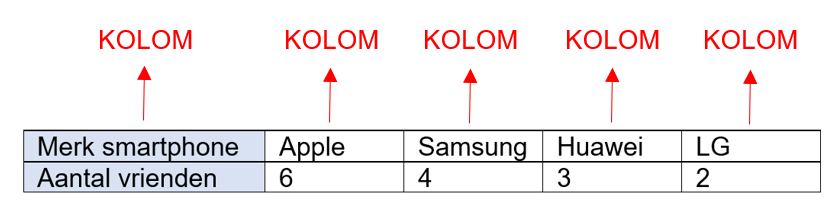 KOLOM KOLOM KOLOM KOLOM KOLOM
Merk smartphone Apple Samsung Huawei LG
Aantal vrienden 6 4 3 2